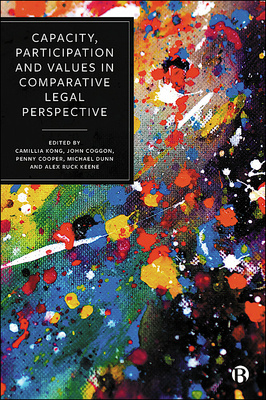 CAPACITY,
PARTICIPATION
AND VALUES IN
COMPARATIVE
LEGAL
PERSPECTIVE
EDITED BY
CAMILLIA KONG, JOHN COGGON,
PENNY COOPER, MICHAEL DUNN
AND ALEX RUCK KEENE
B